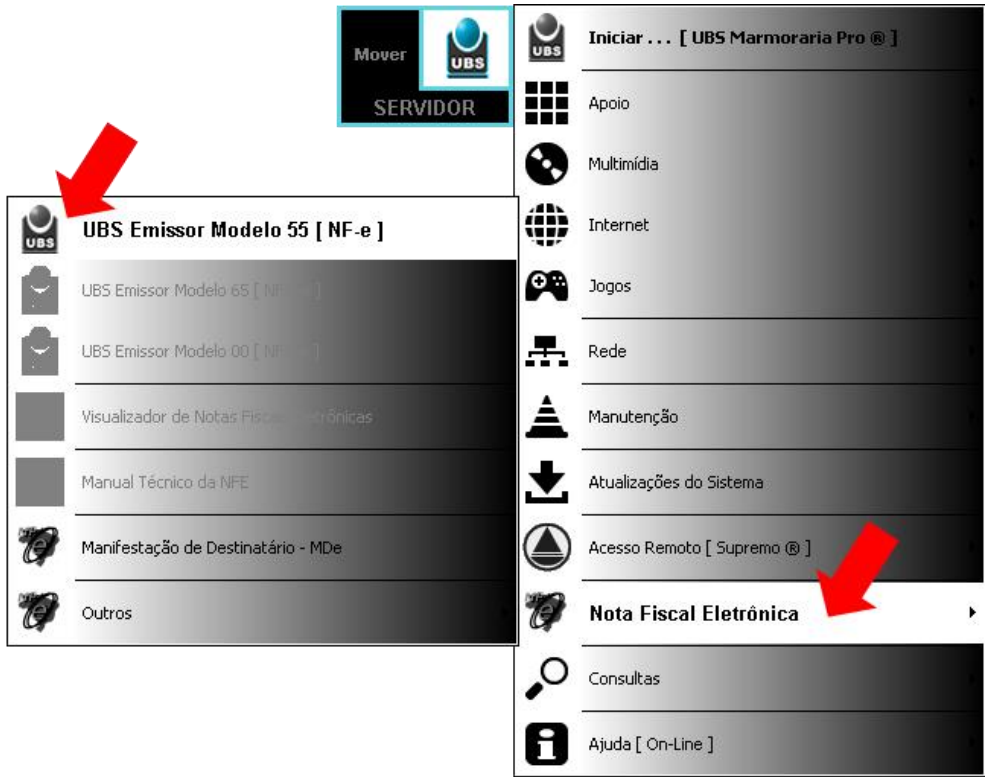 Mover
UBS
SERVIDOR
UBS
Iniciar ... [ UBS Marmoraria Pro ® ]
Apoio
Multimídia
Internet
Jogos
Rede
Manutenção
Atualizações do Sistema
Acesso Remoto [ Supremo ® ]
Nota Fiscal Eletrônica
Consultas
Ajuda [ On-Line ]
UBS
UBS Emissor Modelo 55 [ NF-e ]
UBS Emissor Modelo 65 [ ]
UBS Emissor Modelo 00 [ ]
Visualizador de Notas
Manual Técnico da NFE
Manifestação de Destinatário - MDe
Outros